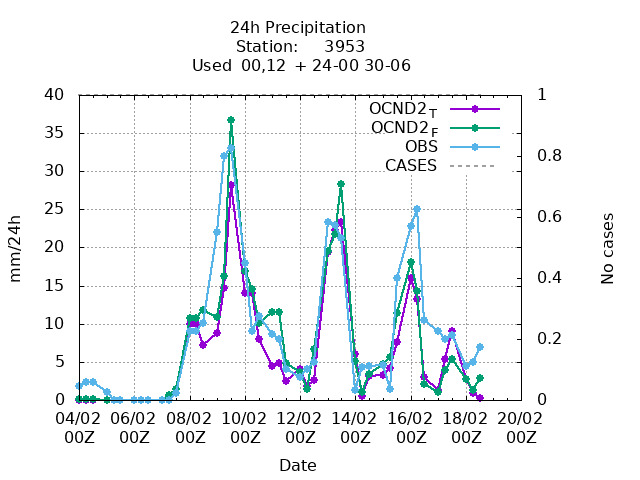 24h Precipitation
Station: 3953
Used 00,12 + 24-00 30-06
40 1
35
30 0.8
25
20 0.6
15 0.4
10
5 0.2
0 0
mm/24h
No cases
OCND2 T
OCND2 F
OBS
CASES
04/02 06/02 08/02 10/02 12/02 14/02 16/02 18/02 20/02
00Z 00Z 00Z 00Z 00Z 00Z 00Z 00Z 00Z
Date